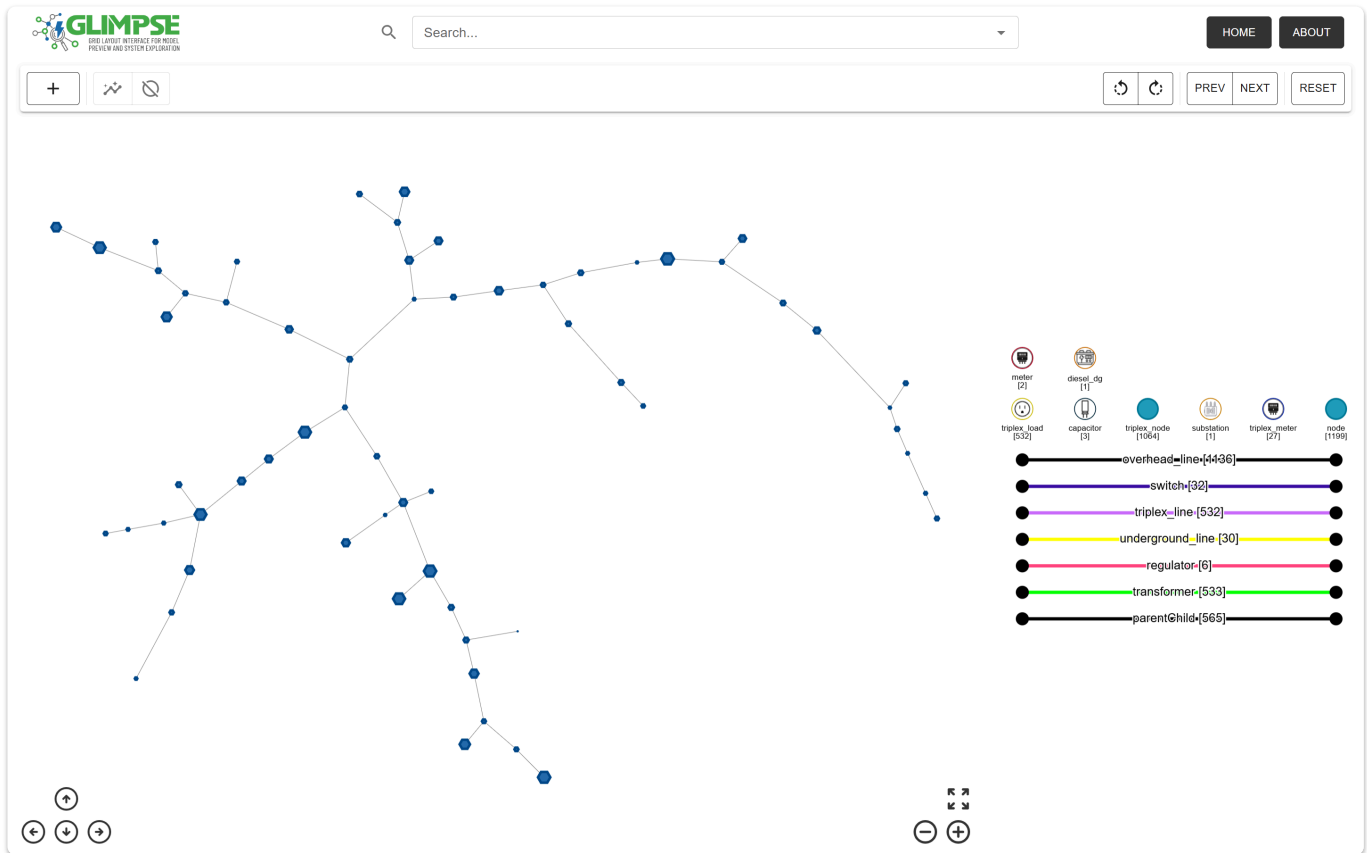 GLIMPSE
GRID LAYOUT INTERFACE FOR MODEL
PREVIEW AND SYSTEM EXPLORATION
Search...
HOME
ABOUT
+
PREV
NEXT
RESET
meter
[2]
diesel_dg
[1]
triplex_load
[532]
capacitor
[3]
triplex_node
[1064]
substation
[1]
triplex_meter
[27]
node
[1199]
overhead_line [1136]
switch [32]
triplex_line [532]
underground_line [30]
regulator [6]
transformer [533]
parentChild [565]